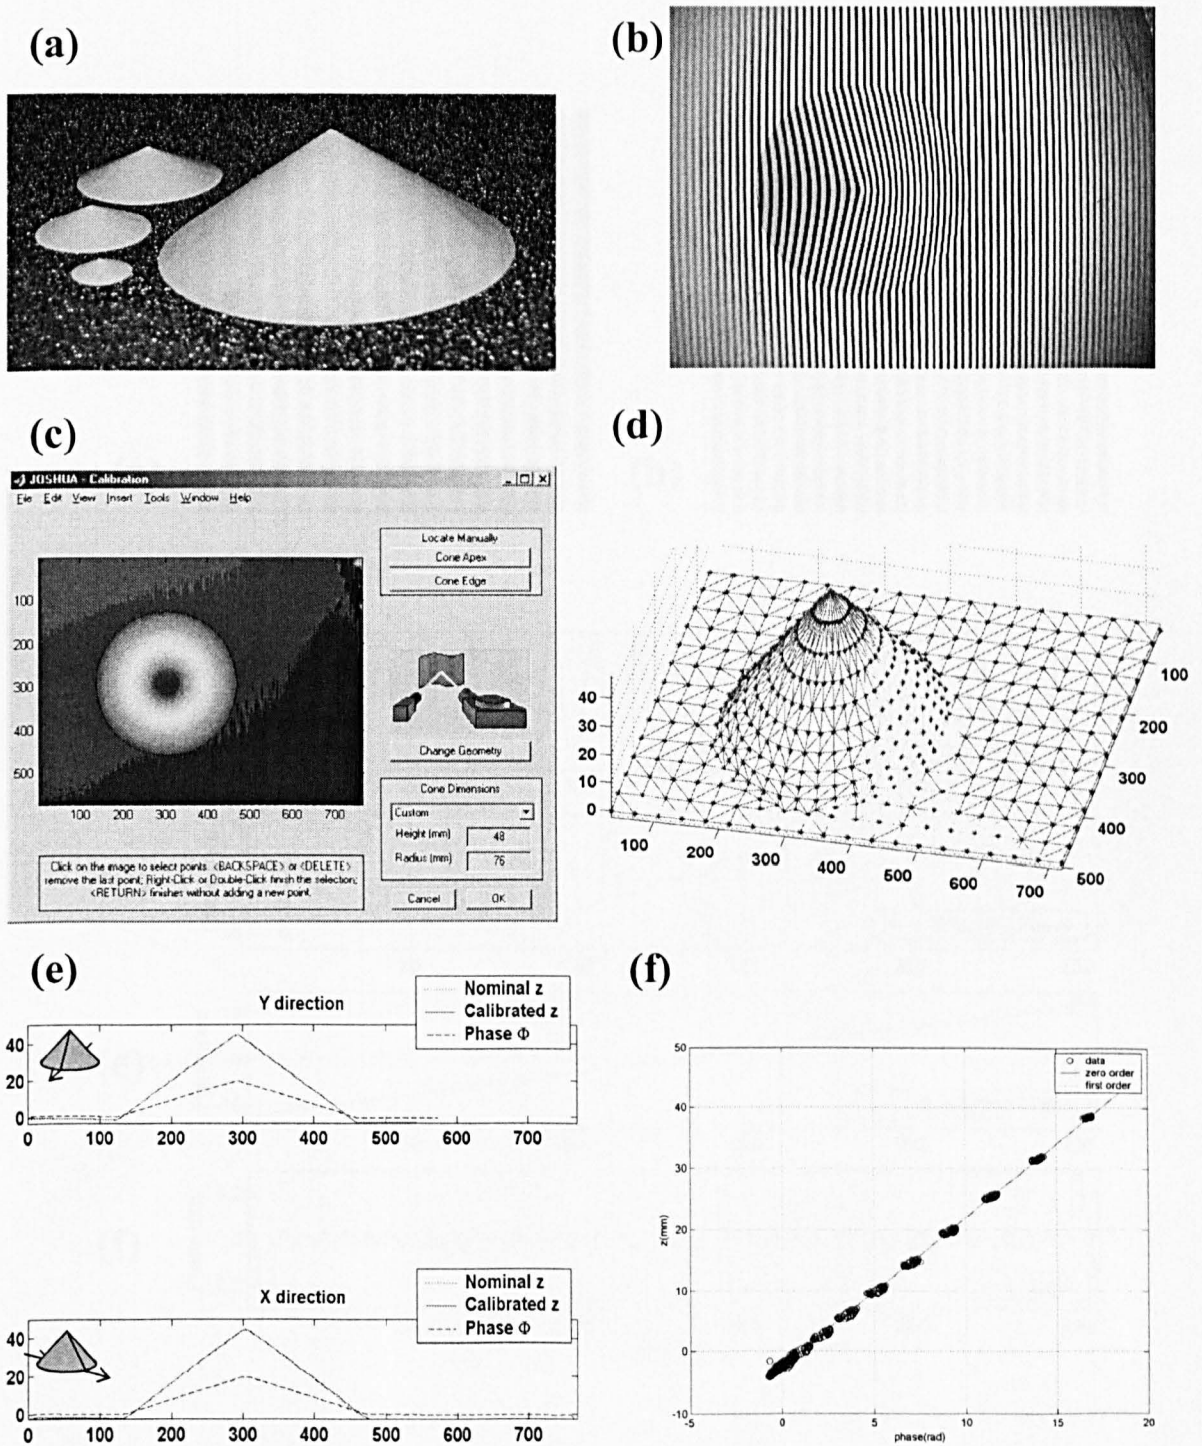 (a)
(b)
(c)
JOSHUA - Calibration
File Edit View Insert Tools Window Help
Locate Manually
Cone Apex
Cone Edge
100
200
300
400
500
100 200 300 400 500 600 700
Change Geometry
Cone Dimensions
Custom
Height (mm) 48
Radius (mm) 76
Click on the image to select points. <BACKSPACE> or <DELETE>
remove the last point; Right-Click or Double-Click finish the selection;
<RETURN> finishes without adding a new point.
Cancel OK
(d)
40
30
20
10
0
100 200 300 400 500 600 700
100
200
300
400
500
(e)
Y direction
Nominal z
Calibrated z
Phase Φ
40
20
0
0 100 200 300 400 500 600 700
X direction
Nominal z
Calibrated z
Phase Φ
40
20
0
0 100 200 300 400 500 600 700
(f)
data
zero order
first order
50
40
30
20
10
0
-10
z(mm)
-5 0 5 10 15 20
phase(rad)